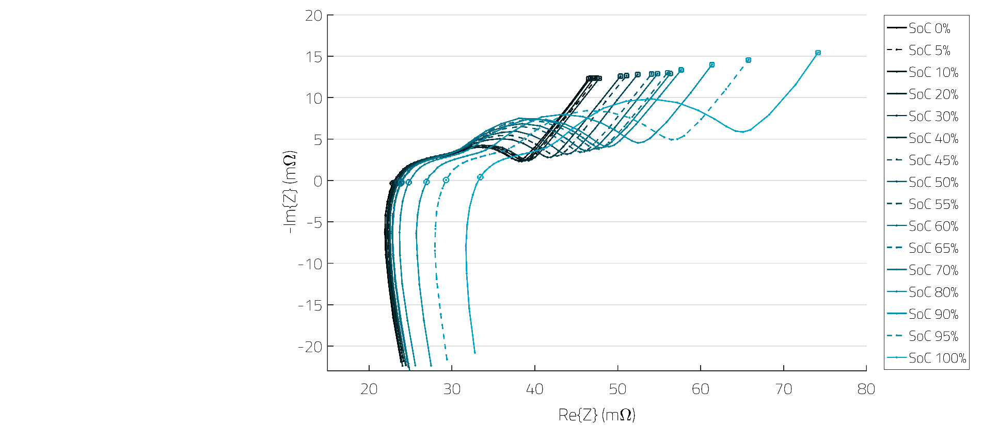 20
15
10
5
0
-5
-10
-15
-20
-Im{Z} (mΩ)
20 30 40 50 60 70 80
Re{Z} (mΩ)
SoC 0%
SoC 5%
SoC 10%
SoC 20%
SoC 30%
SoC 40%
SoC 45%
SoC 50%
SoC 55%
SoC 60%
SoC 65%
SoC 70%
SoC 80%
SoC 90%
SoC 95%
SoC 100%